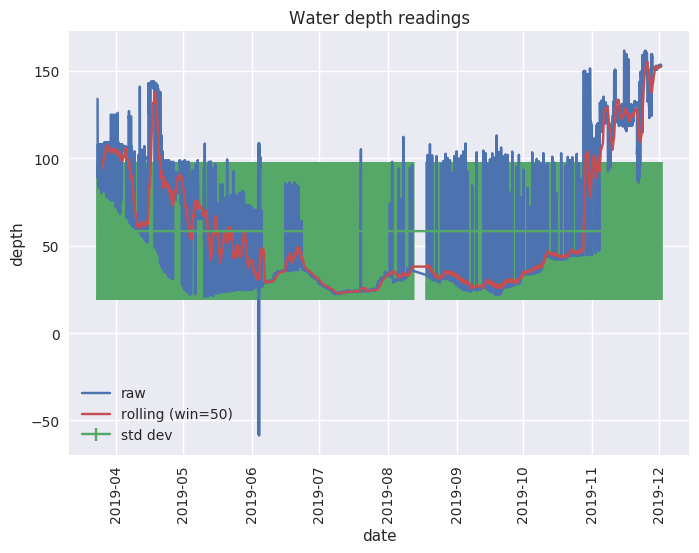 Water depth readings
depth
150
100
50
0
−50
raw
rolling (win=50)
std dev
2019-04
2019-05
2019-06
2019-07
2019-08
2019-09
2019-10
2019-11
2019-12
date